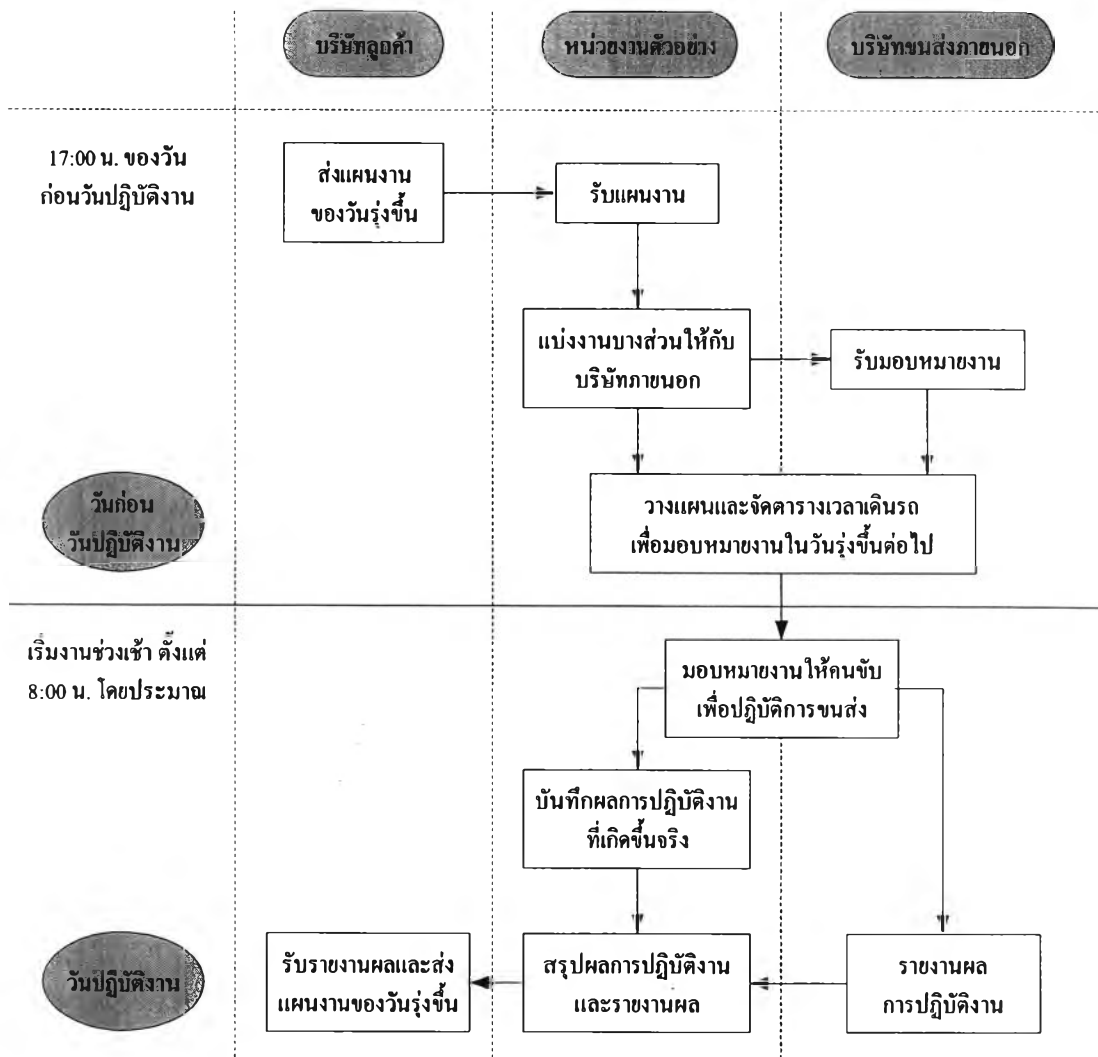 บริษัทลูกค้า
หน่วยงานตัวอย่าง
บริษัทขนส่งภายนอก
17:00 น. ของวัน
ก่อนวันปฏิบัติงาน
ส่งแผนงาน
ของวันรุ่งขึ้น
รับแผนงาน
แบ่งงานบางส่วนให้กับ
บริษัทภายนอก
รับมอบหมายงาน
วันก่อน
วันปฏิบัติงาน
วางแผนและจัดตารางเวลาเดินรถ
เพื่อมอบหมายงานในวันรุ่งขึ้นต่อไป
เริ่มงานช่วงเช้า ตั้งแต่
8:00 น. โดยประมาณ
มอบหมายงานให้คนขับ
เพื่อปฏิบัติการขนส่ง
บันทึกผลการปฏิบัติงาน
ที่เกิดขึ้นจริง
วันปฏิบัติงาน
รับรายงานผลและส่ง
แผนงานของวันรุ่งขึ้น
สรุปผลการปฏิบัติงาน
และรายงานผล
รายงานผล
การปฏิบัติงาน